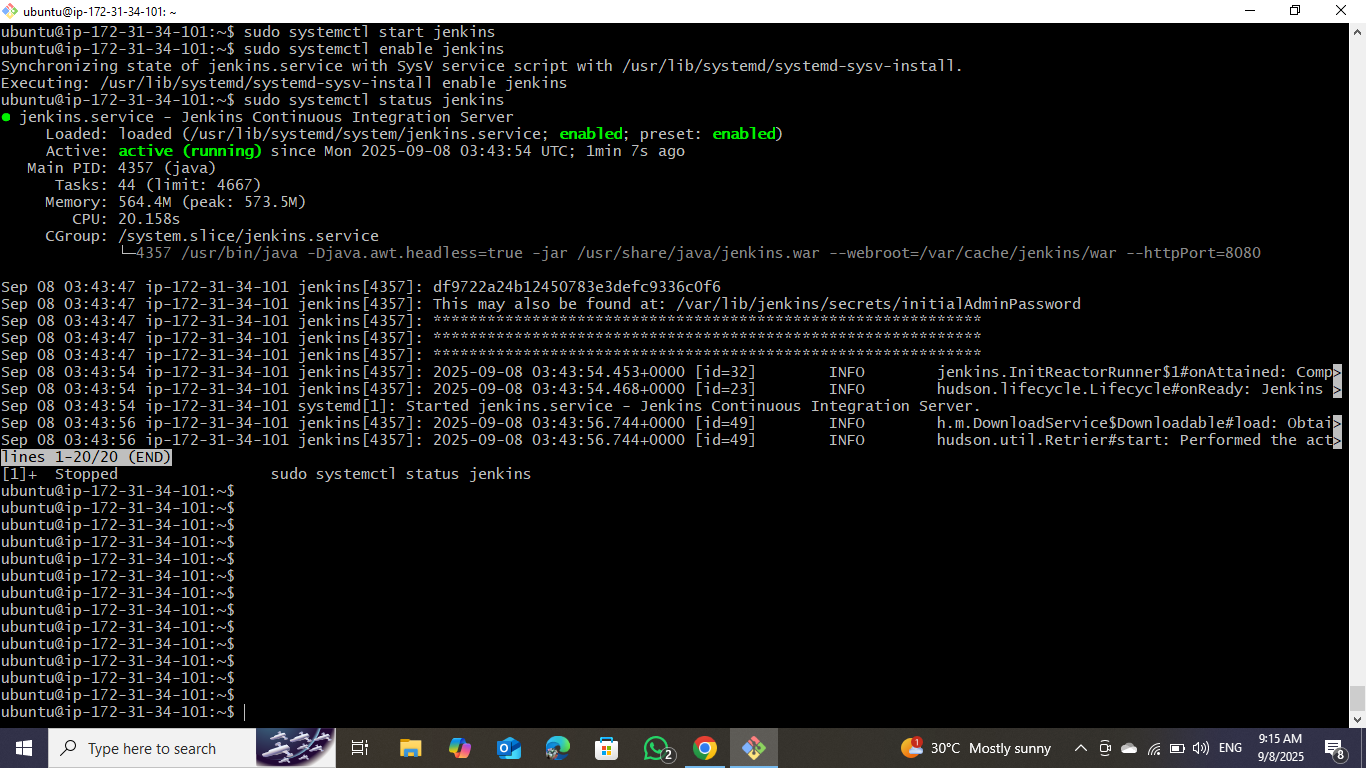 ubuntu@ip-172-31-34-101: ~
ubuntu@ip-172-31-34-101:~$ sudo systemctl start jenkins
ubuntu@ip-172-31-34-101:~$ sudo systemctl enable jenkins
Synchronizing state of jenkins.service with SysV service script with /usr/lib/systemd/systemd-sysv-install.
Executing: /usr/lib/systemd/systemd-sysv-install enable jenkins
ubuntu@ip-172-31-34-101:~$ sudo systemctl status jenkins
● jenkins.service - Jenkins Continuous Integration Server
     Loaded: loaded (/usr/lib/systemd/system/jenkins.service; enabled; preset: enabled)
     Active: active (running) since Mon 2025-09-08 03:43:54 UTC; 1min 7s ago
   Main PID: 4357 (java)
      Tasks: 44 (limit: 4667)
     Memory: 564.4M (peak: 573.5M)
        CPU: 20.158s
     CGroup: /system.slice/jenkins.service
             └─4357 /usr/bin/java -Djava.awt.headless=true -jar /usr/share/java/jenkins.war --webroot=/var/cache/jenkins/war --httpPort=8080
Sep 08 03:43:47 ip-172-31-34-101 jenkins[4357]: df9722a24b12450783e3defc9336c0f6
Sep 08 03:43:47 ip-172-31-34-101 jenkins[4357]: This may also be found at: /var/lib/jenkins/secrets/initialAdminPassword
Sep 08 03:43:47 ip-172-31-34-101 jenkins[4357]: *************************************************************
Sep 08 03:43:47 ip-172-31-34-101 jenkins[4357]: *************************************************************
Sep 08 03:43:47 ip-172-31-34-101 jenkins[4357]: *************************************************************
Sep 08 03:43:54 ip-172-31-34-101 jenkins[4357]: 2025-09-08 03:43:54.453+0000 [id=32]        INFO        jenkins.InitReactorRunner$1#onAttained: Comp>
Sep 08 03:43:54 ip-172-31-34-101 jenkins[4357]: 2025-09-08 03:43:54.468+0000 [id=23]        INFO        hudson.lifecycle.Lifecycle#onReady: Jenkins >
Sep 08 03:43:54 ip-172-31-34-101 systemd[1]: Started jenkins.service - Jenkins Continuous Integration Server.
Sep 08 03:43:56 ip-172-31-34-101 jenkins[4357]: 2025-09-08 03:43:56.744+0000 [id=49]        INFO        h.m.DownloadService$Downloadable#load: Obtai>
Sep 08 03:43:56 ip-172-31-34-101 jenkins[4357]: 2025-09-08 03:43:56.744+0000 [id=49]        INFO        hudson.util.Retrier#start: Performed the act>
lines 1-20/20 (END)
[1]+  Stopped                 sudo systemctl status jenkins
ubuntu@ip-172-31-34-101:~$
ubuntu@ip-172-31-34-101:~$
ubuntu@ip-172-31-34-101:~$
ubuntu@ip-172-31-34-101:~$
ubuntu@ip-172-31-34-101:~$
ubuntu@ip-172-31-34-101:~$
ubuntu@ip-172-31-34-101:~$
ubuntu@ip-172-31-34-101:~$
ubuntu@ip-172-31-34-101:~$
ubuntu@ip-172-31-34-101:~$
ubuntu@ip-172-31-34-101:~$
ubuntu@ip-172-31-34-101:~$
ubuntu@ip-172-31-34-101:~$
ubuntu@ip-172-31-34-101:~$
Type here to search
2
1
30°C Mostly sunny
ENG
9:15 AM
9/8/2025
8